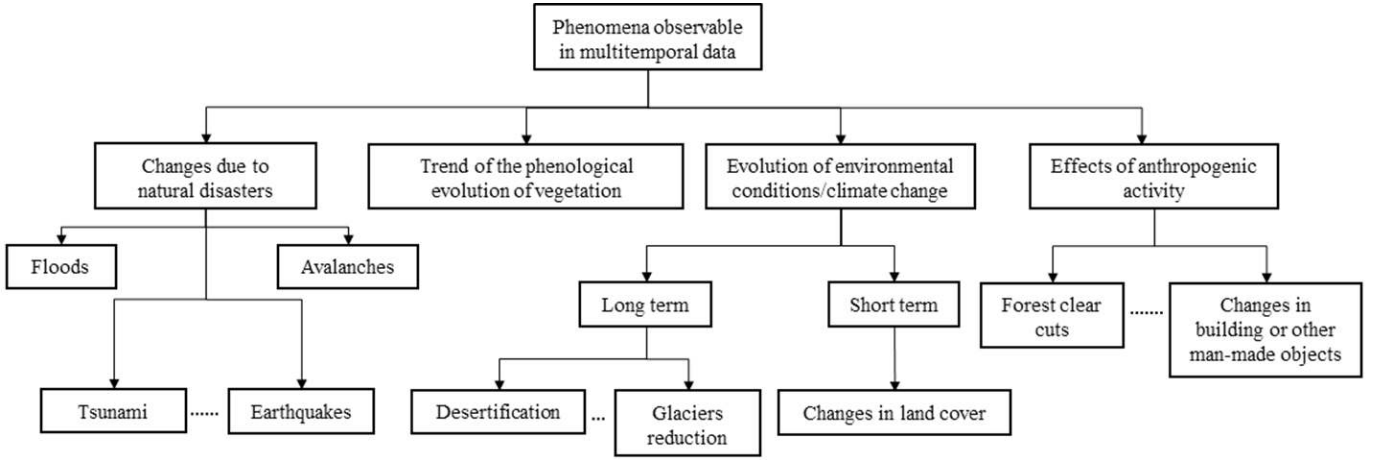 Phenomena observable
in multitemporal data
Changes due to
natural disasters
Trend of the phenological
evolution of vegetation
Evolution of environmental
conditions/climate change
Effects of anthropogenic
activity
Floods
Avalanches
Tsunami
......
Earthquakes
Long term
Short term
Desertification
...
Glaciers
reduction
Changes in land cover
Forest clear
cuts
.......
Changes in
building or other
man-made objects